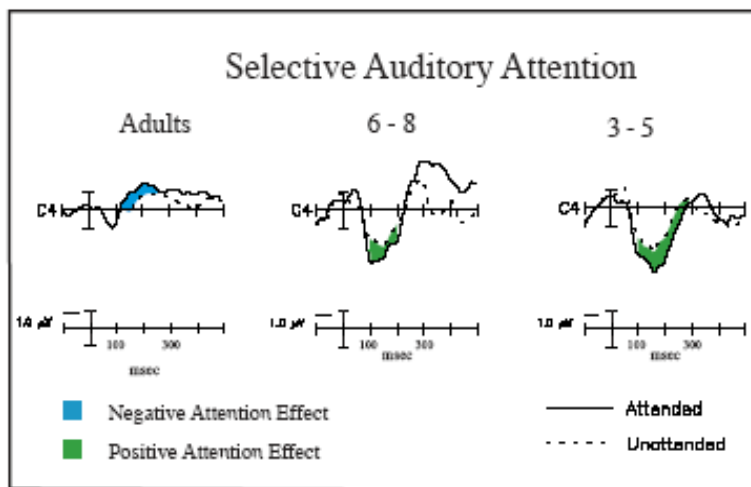 Selective Auditory Attention
Adults 6 - 8 3 - 5
C4 C4 C4
1.0 µV 1.0 µV 1.0 µV
100 300 100 300 100 300
msec msec msec
Negative Attention Effect
Positive Attention Effect
Attended
Unattended